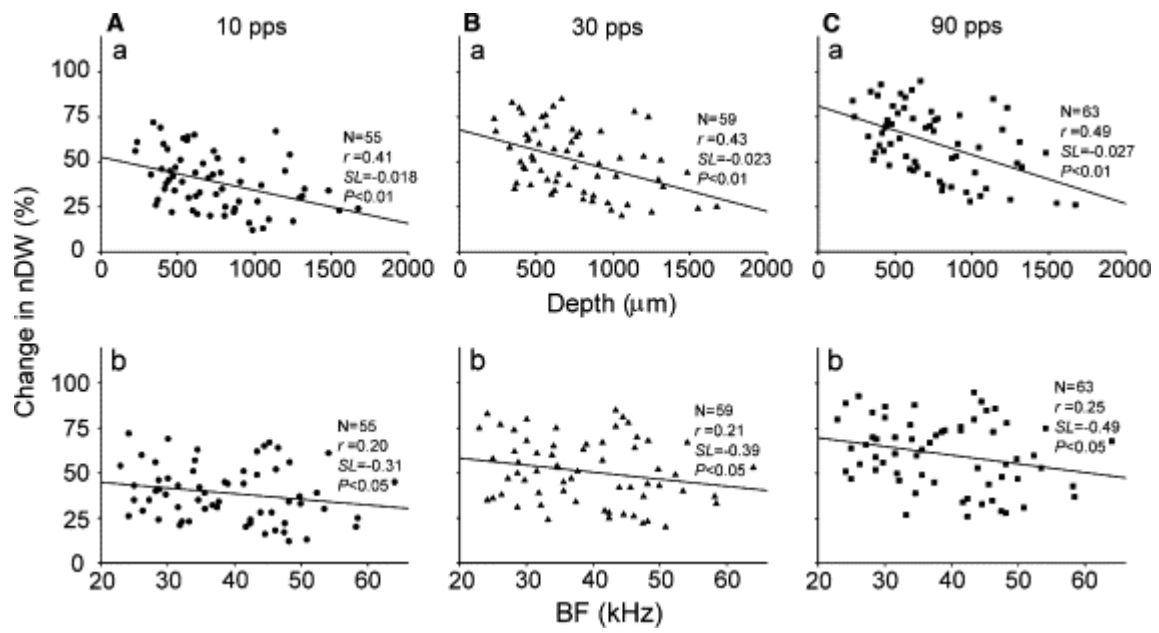 A 10 pps
B 30 pps
C 90 pps
a
a
a
Change in nDW (%)
100
75
50
25
0
N=55
r=0.41
SL=-0.018
P<0.01
N=59
r=0.43
SL=-0.023
P<0.01
N=63
r=0.49
SL=-0.027
P<0.01
0 500 1000 1500 2000
0 500 1000 1500 2000
0 500 1000 1500 2000
Depth (μm)
b
b
b
100
75
50
25
0
N=55
r=0.20
SL=-0.31
P<0.05
N=59
r=0.21
SL=-0.39
P<0.05
N=63
r=0.25
SL=-0.49
P<0.05
20 30 40 50 60
20 30 40 50 60
20 30 40 50 60
BF (kHz)